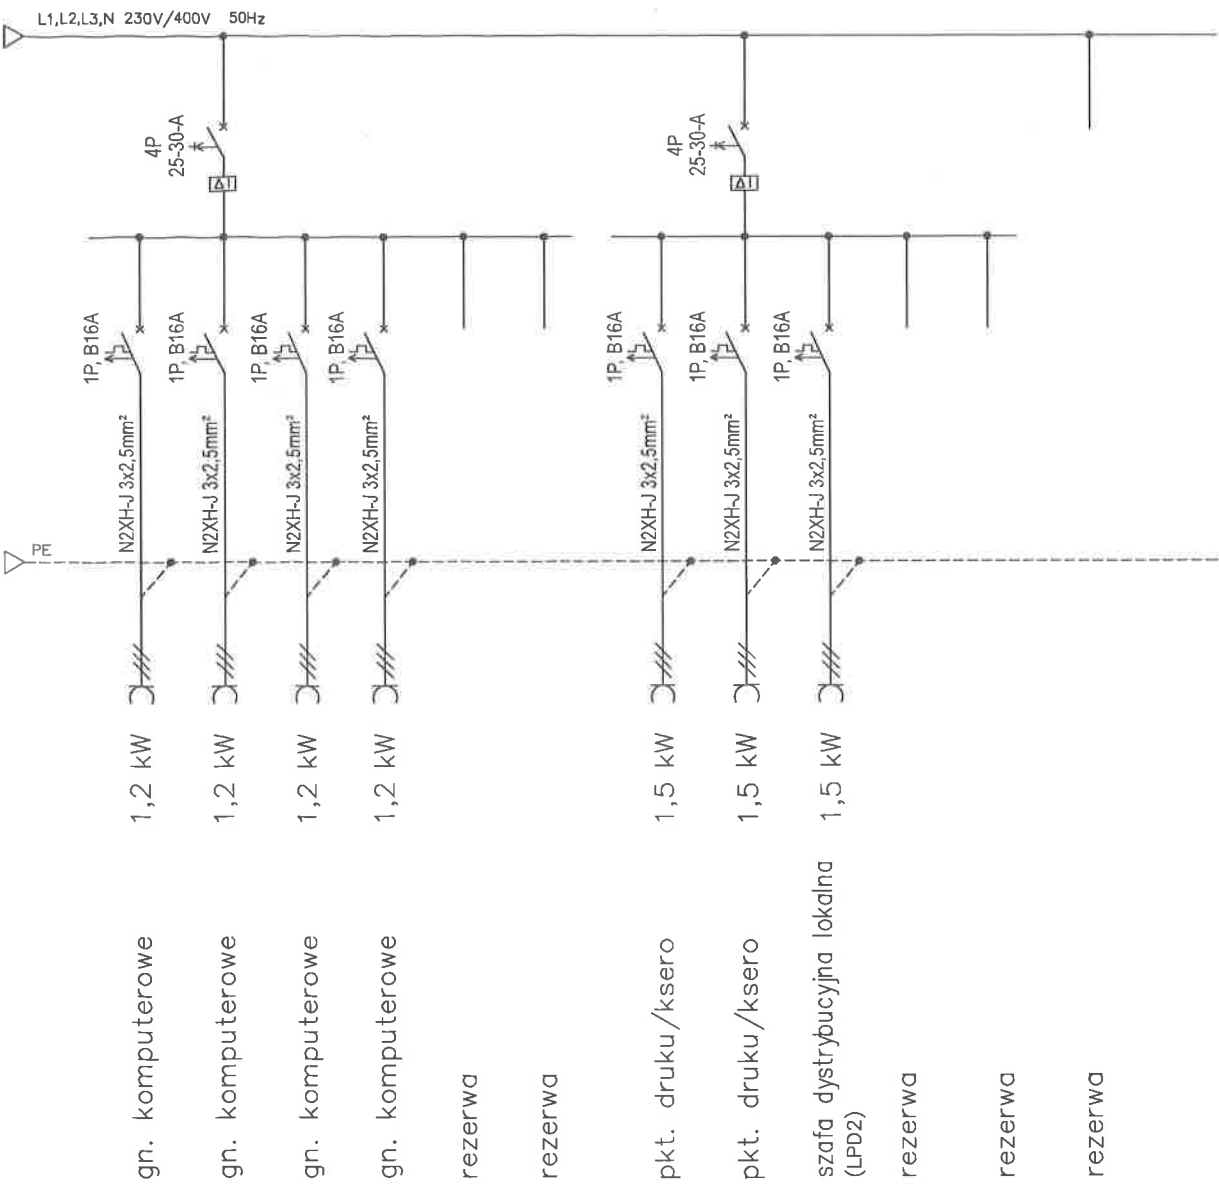 L1,L2,L3,N 230V/400V 50Hz
4P
25-30-A
ΔI
4P
25-30-A
ΔI
1P, B16A
1P, B16A
1P, B16A
1P, B16A
1P, B16A
1P, B16A
1P, B16A
N2XH-J 3x2,5mm²
N2XH-J 3x2,5mm²
N2XH-J 3x2,5mm²
N2XH-J 3x2,5mm²
N2XH-J 3x2,5mm²
N2XH-J 3x2,5mm²
N2XH-J 3x2,5mm²
PE
1,2 kW
1,2 kW
1,2 kW
1,2 kW
1,5 kW
1,5 kW
1,5 kW
gn. komputerowe
gn. komputerowe
gn. komputerowe
gn. komputerowe
rezerwa
rezerwa
pkt. druku/ksero
pkt. druku/ksero
szafa dystrybucyjna lokalna
(LPD2)
rezerwa
rezerwa
rezerwa